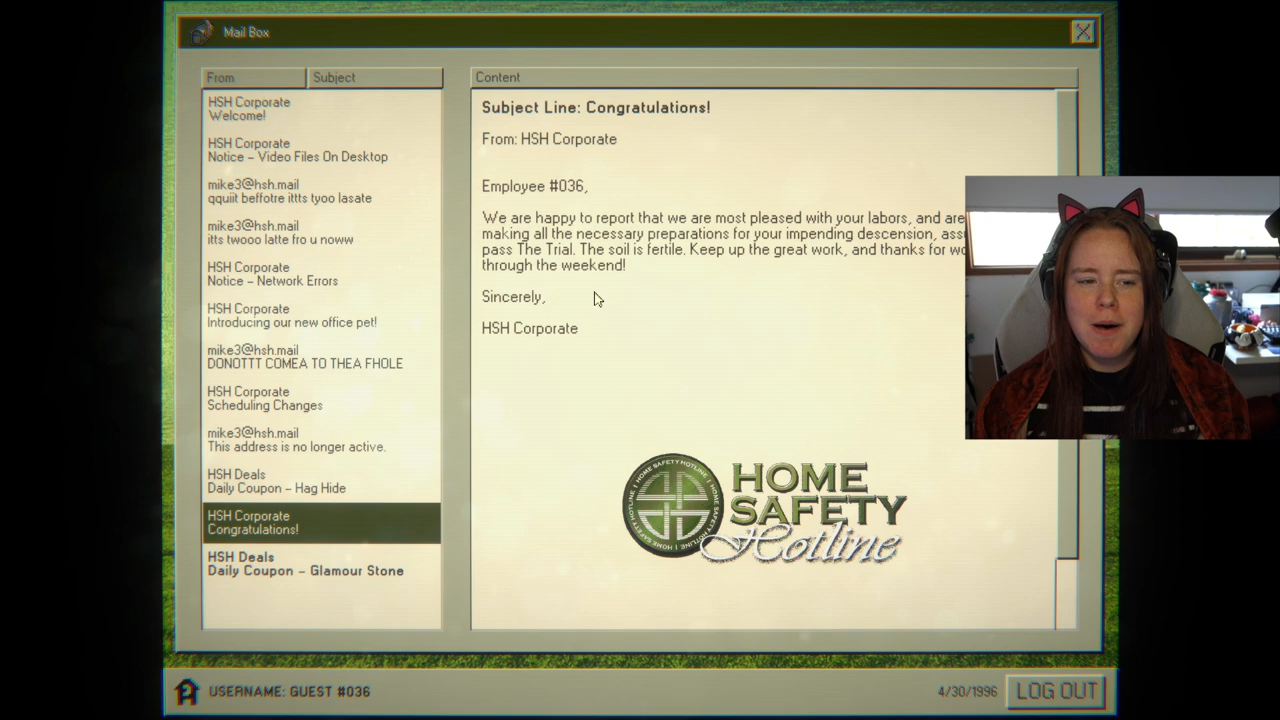 Mail Box
From
Subject
Content
HSH Corporate
Welcome!
HSH Corporate
Notice - Video Files On Desktop
mike3@hsh.mail
qquiit beffotre ittts tyoo lasate
mike3@hsh.mail
itts twooo latte fro u noww
HSH Corporate
Notice - Network Errors
HSH Corporate
Introducing our new office pet!
mike3@hsh.mail
DONOTTT COMEA TO THEA FHOLE
HSH Corporate
Scheduling Changes
mike3@hsh.mail
This address is no longer active.
HSH Deals
Daily Coupon - Hag Hide
HSH Corporate
Congratulations!
HSH Deals
Daily Coupon - Glamour Stone
Subject Line: Congratulations!
From: HSH Corporate
Employee #036,
We are happy to report that we are most pleased with your labors, and are
making all the necessary preparations for your impending descension,
pass The Trial. The soil is fertile. Keep up the great work, and thanks for
through the weekend!
Sincerely,
HSH Corporate
HOME SAFETY HOTLINE
HOME
SAFETY
Hotline
USERNAME: GUEST #036
4/30/1996
LOG OUT